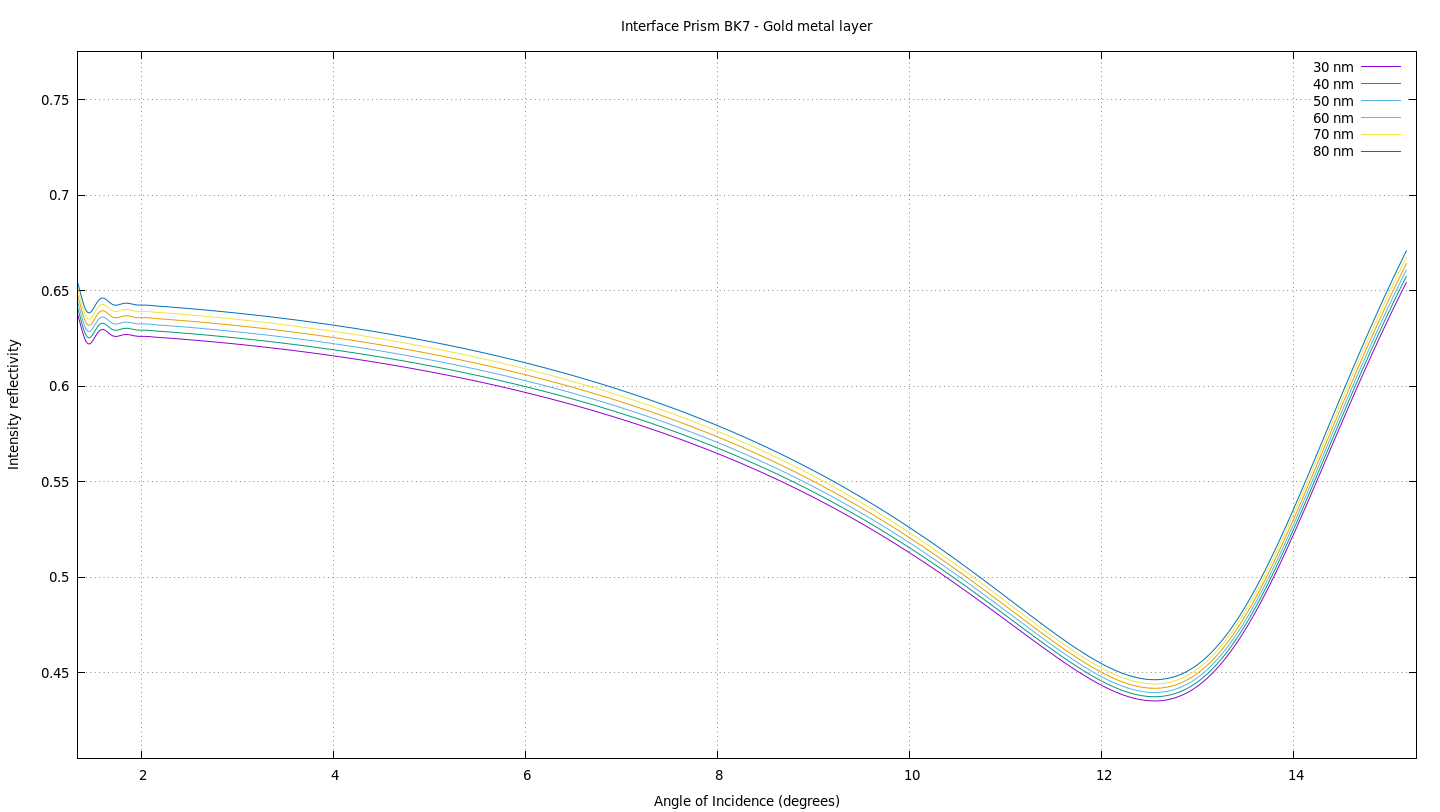 Interface Prism BK7 - Gold metal layer
30 nm
40 nm
50 nm
60 nm
70 nm
80 nm
0.75
0.7
0.65
0.6
0.55
0.5
0.45
Intensity reflectivity
2 4 6 8 10 12 14
Angle of Incidence (degrees)